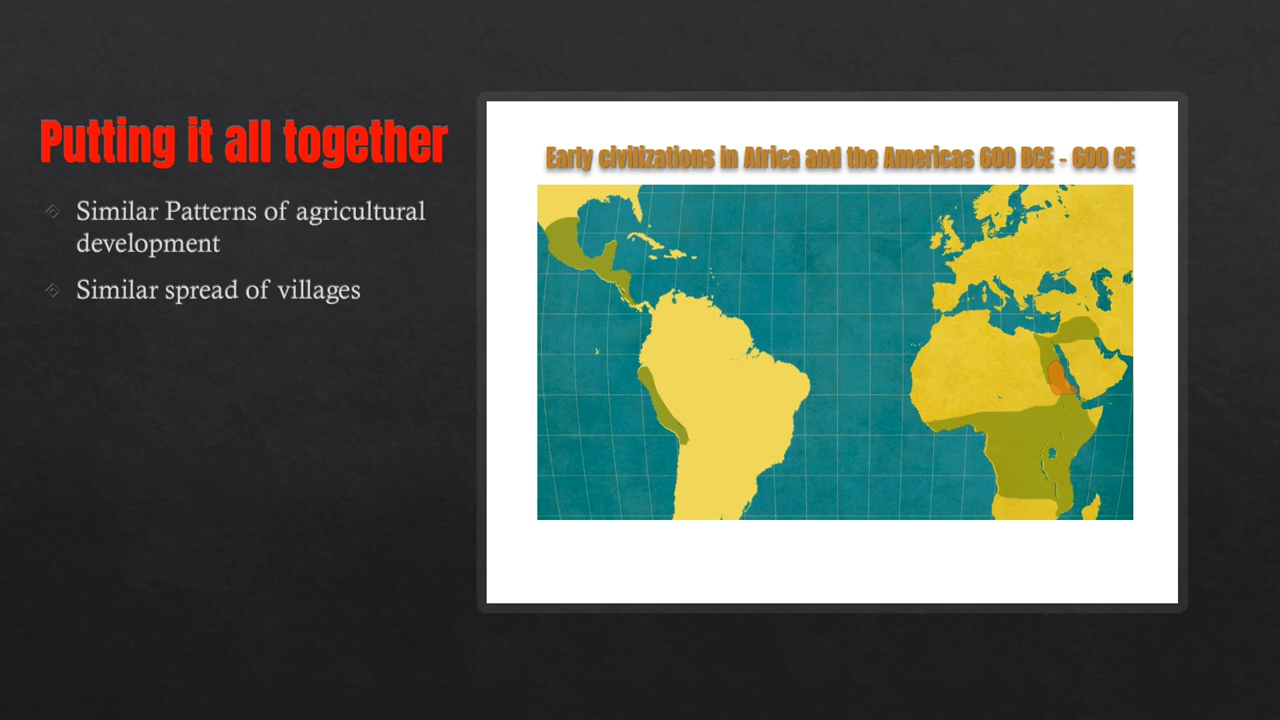 Putting it all together
Similar Patterns of agricultural
development
Similar spread of villages
Early civilizations in Africa and the Americas 600 BCE - 600 CE